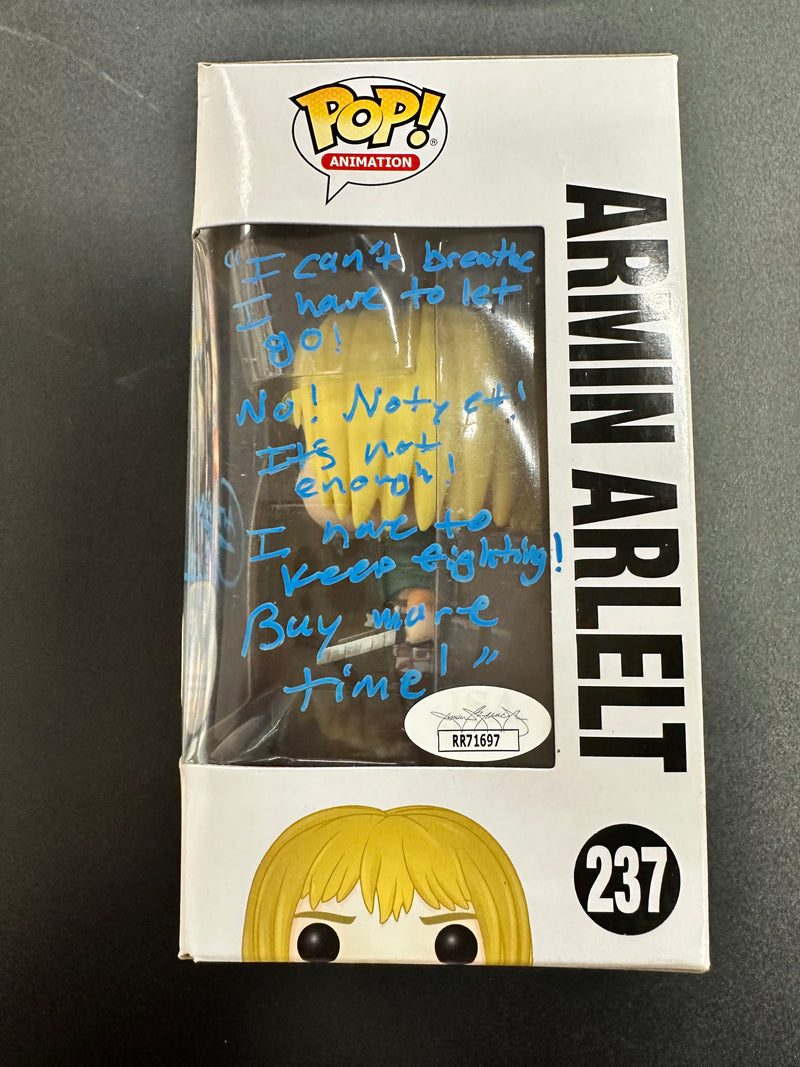 POP!
ANIMATION
"I can't breathe
I have to let
go!
No! Not yet!
It's not
enough!
I have to
keep fighting!
Buy more
time!"
RR71697
ARMIN ARLELT
237